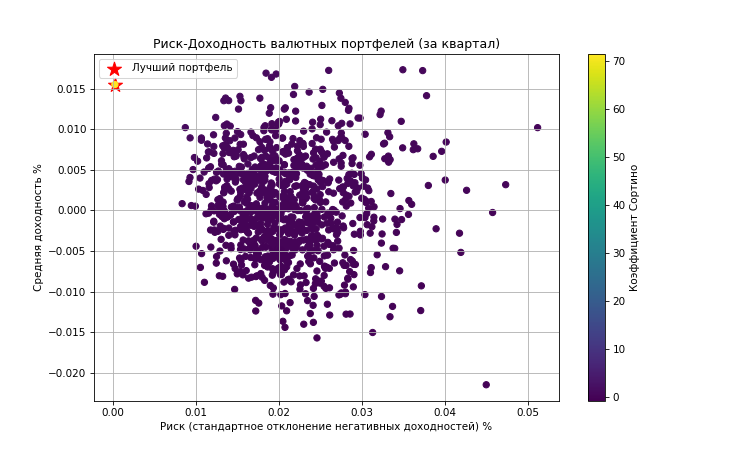 Риск-Доходность валютных портфелей (за квартал)
Лучший портфель
Средняя доходность %
0.015
0.010
0.005
0.000
−0.005
−0.010
−0.015
−0.020
0.00 0.01 0.02 0.03 0.04 0.05
Риск (стандартное отклонение негативных доходностей) %
70
60
50
40
30
20
10
0
Коэффициент Сортино